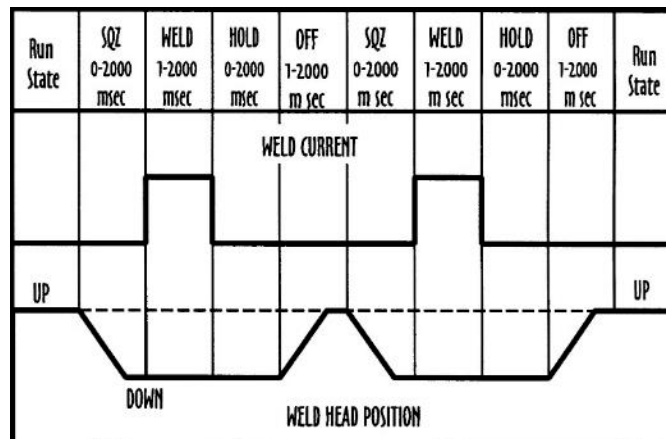 Run State SQZ 0-2000 msec WELD 1-2000 msec HOLD 0-2000 msec OFF 1-2000 m sec SQZ 0-2000 m sec WELD 1-2000 m sec HOLD 0-2000 m sec OFF 1-2000 m sec Run State
WELD CURRENT
UP UP
DOWN
WELD HEAD POSITION